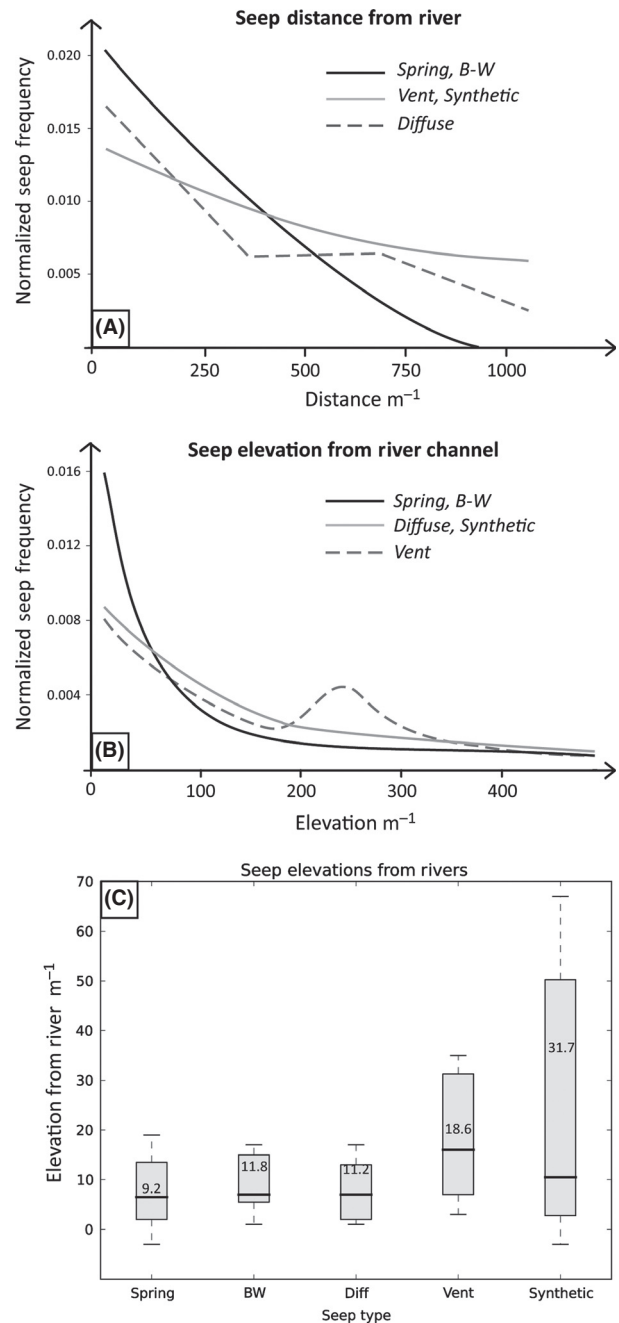 Seep distance from river
Normalized seep frequency
0.020
0.015
0.010
0.005
Spring, B-W
Vent, Synthetic
Diffuse
(A)
0 250 500 750 1000
Distance m⁻¹
Seep elevation from river channel
Normalized seep frequency
0.016
0.012
0.008
0.004
Spring, B-W
Diffuse, Synthetic
Vent
(B)
0 100 200 300 400
Elevation m⁻¹
Seep elevations from rivers
(C)
Elevation from river m⁻¹
70
60
50
40
30
20
10
0
9.2 11.8 11.2 18.6 31.7
Spring BW Diff Vent Synthetic
Seep type